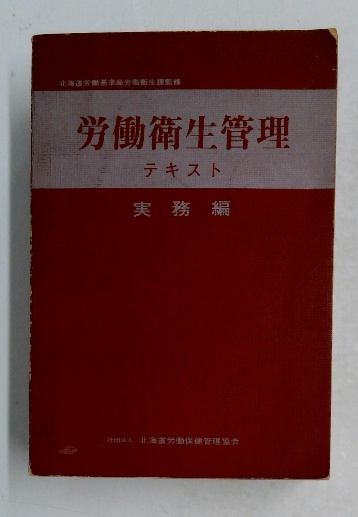 北海道労働基準局労働衛生課監修
労働衛生管理
テキスト
実務編
社団法人 北海道労働保健管理協会